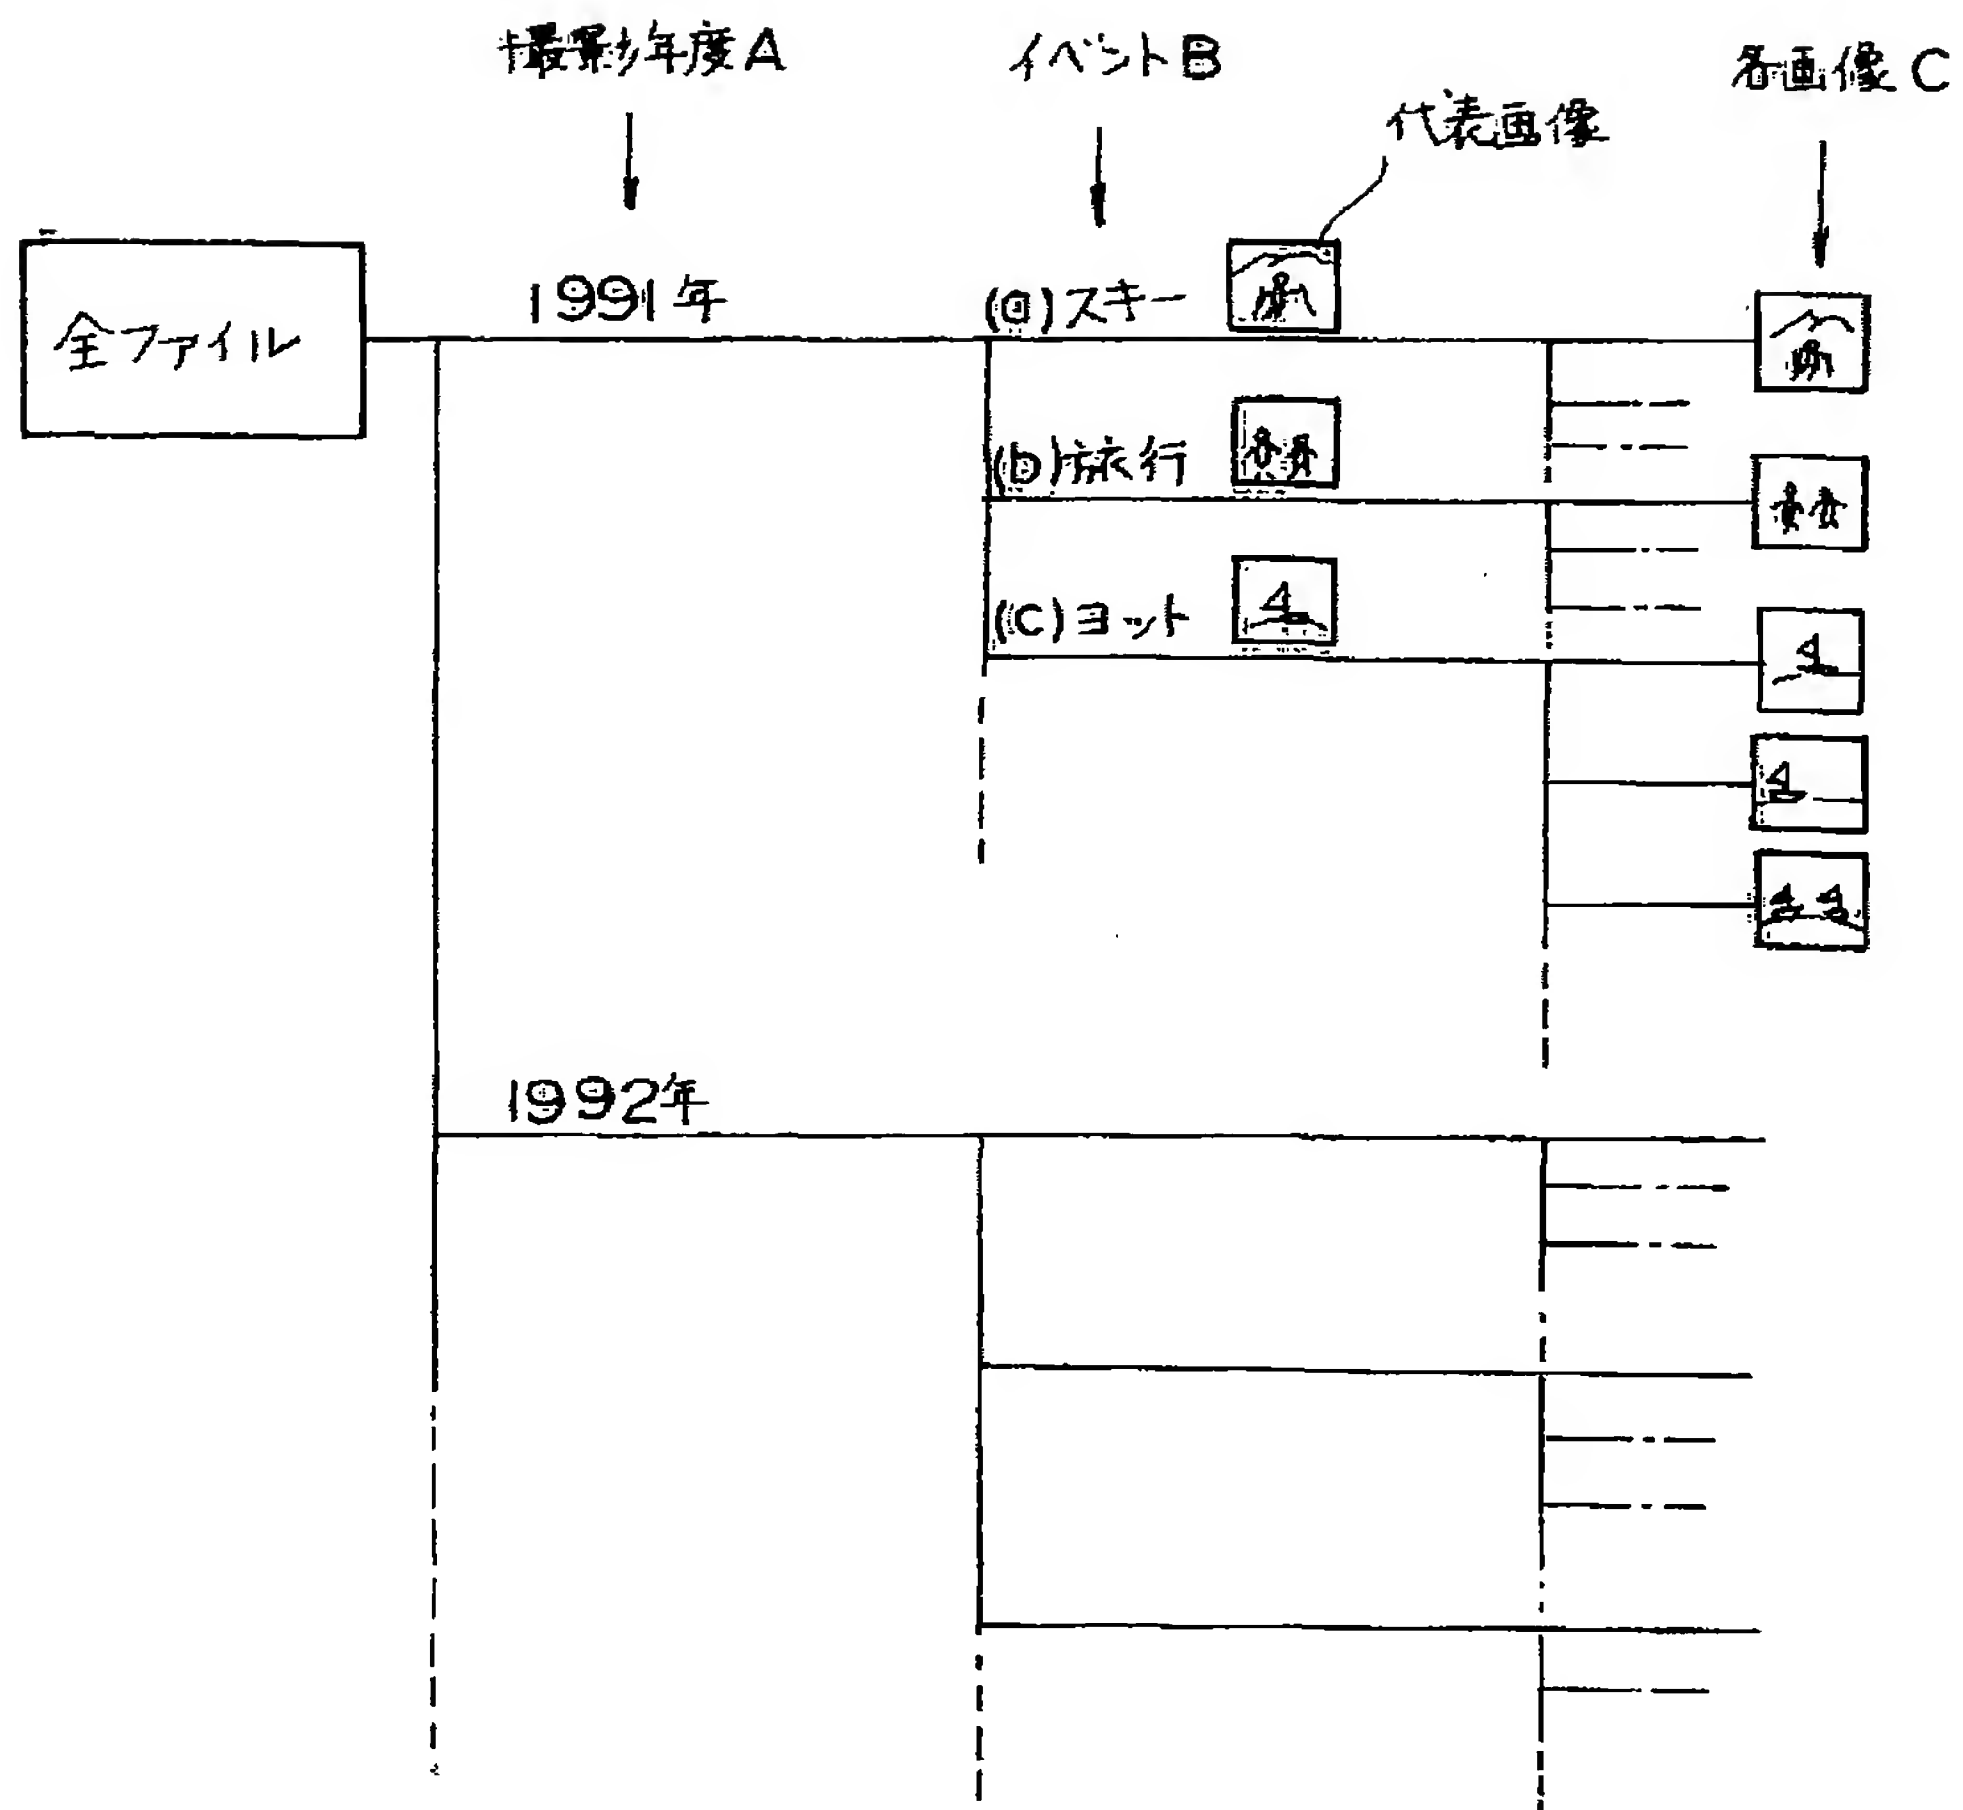 撮影年度A
イベントB
各画像C
代表画像
全ファイル
1991年
(a)スキー
(b)旅行
(c)ヨット
1992年